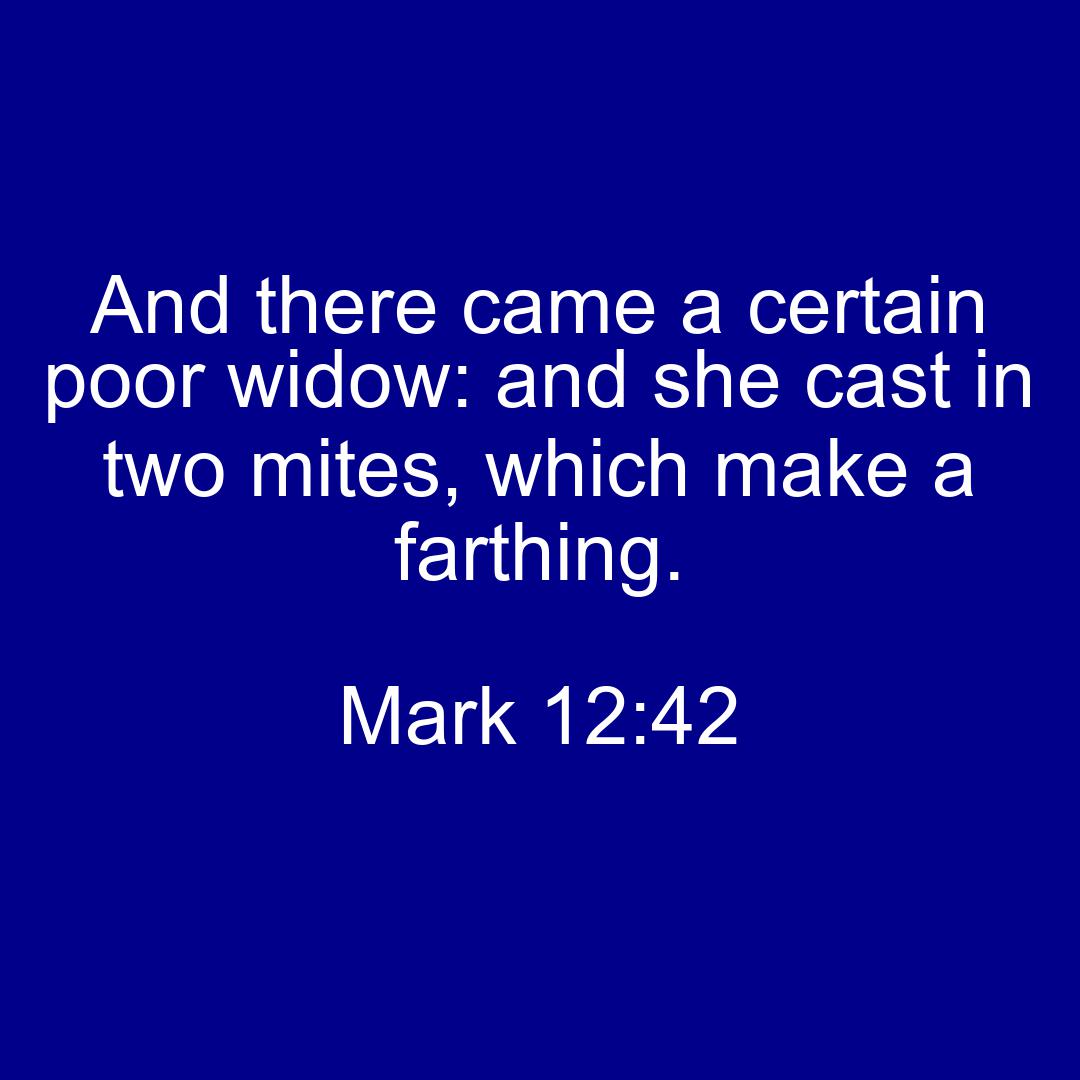 And there came a certain
poor widow: and she cast in
two mites, which make a
farthing.
Mark 12:42